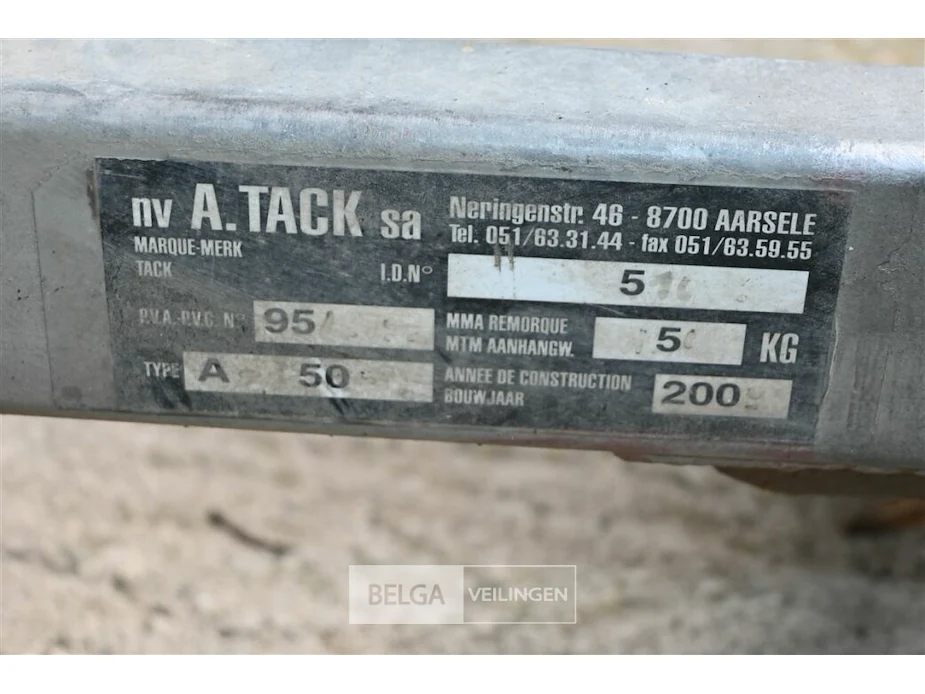 nv A.TACK sa
Neringenstr. 46 - 8700 AARSELE
Tel. 051/63.31.44 - fax 051/63.59.55
MARQUE-MERK
TACK
I.D.N°
P.V.A.-P.V.G. N°
MMA REMORQUE
MTM AANHANGW.
KG
TYPE A 50
ANNEE DE CONSTRUCTION
BOUWJAAR
BELGA VEILINGEN